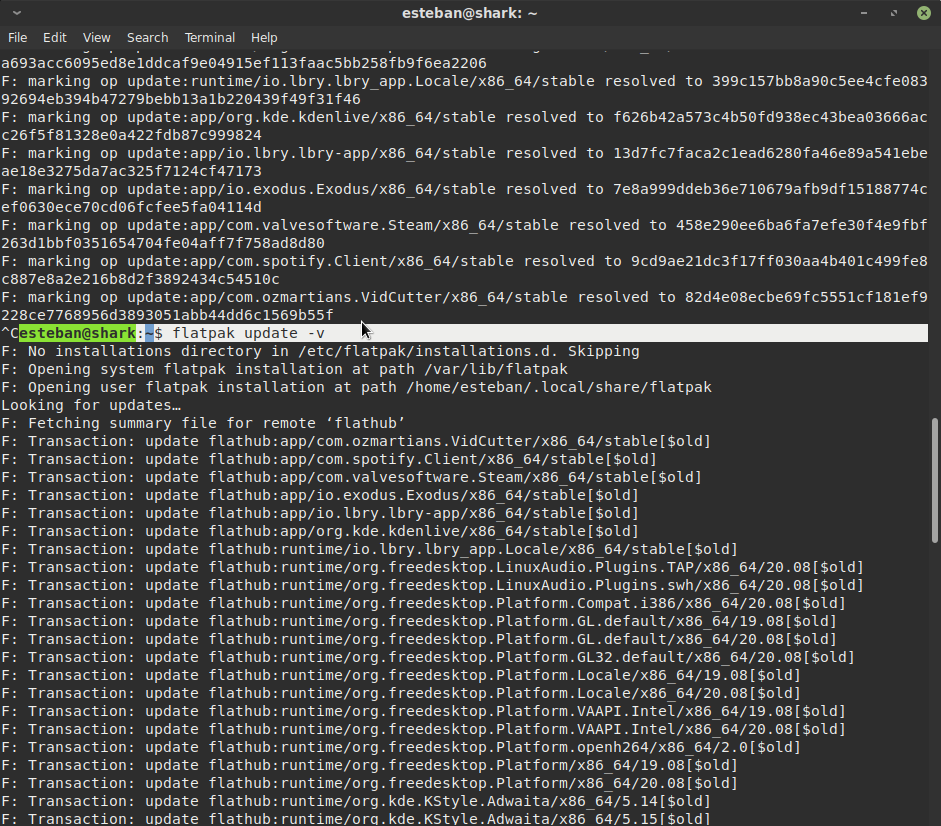 esteban@shark: ~
File Edit View Search Terminal Help
a693acc6095ed8e1ddcaf9e04915ef113faac5bb258fb9f6ea2206
F: marking op update:runtime/io.lbry.lbry_app.Locale/x86_64/stable resolved to 399c157bb8a90c5ee4cfe083
92694eb394b47279bebb13a1b220439f49f31f46
F: marking op update:app/org.kde.kdenlive/x86_64/stable resolved to f626b42a573c4b50fd938ec43bea03666ac
c26f5f81328e0a422fdb87c999824
F: marking op update:app/io.lbry.lbry-app/x86_64/stable resolved to 13d7fc7faca2c1ead6280fa46e89a541ebe
ae18e3275da7ac325f7124cf47173
F: marking op update:app/io.exodus.Exodus/x86_64/stable resolved to 7e8a999ddeb36e710679afb9df15188774c
ef0630ece70cd06fcfee5fa04114d
F: marking op update:app/com.valvesoftware.Steam/x86_64/stable resolved to 458e290ee6ba6fa7efe30f4e9fbf
263d1bbf0351654704fe04aff7f758ad8d80
F: marking op update:app/com.spotify.Client/x86_64/stable resolved to 9cd9ae21dc3f17ff030aa4b401c499fe8
c887e8a2e216b8d2f3892434c54510c
F: marking op update:app/com.ozmartians.VidCutter/x86_64/stable resolved to 82d4e08ecbe69fc5551cf181ef9
228ce7768956d3893051abb44dd6c1569b55f
^Cesteban@shark:~$ flatpak update -v
F: No installations directory in /etc/flatpak/installations.d. Skipping
F: Opening system flatpak installation at path /var/lib/flatpak
F: Opening user flatpak installation at path /home/esteban/.local/share/flatpak
Looking for updates…
F: Fetching summary file for remote ‘flathub’
F: Transaction: update flathub:app/com.ozmartians.VidCutter/x86_64/stable[$old]
F: Transaction: update flathub:app/com.spotify.Client/x86_64/stable[$old]
F: Transaction: update flathub:app/com.valvesoftware.Steam/x86_64/stable[$old]
F: Transaction: update flathub:app/io.exodus.Exodus/x86_64/stable[$old]
F: Transaction: update flathub:app/io.lbry.lbry-app/x86_64/stable[$old]
F: Transaction: update flathub:app/org.kde.kdenlive/x86_64/stable[$old]
F: Transaction: update flathub:runtime/io.lbry.lbry_app.Locale/x86_64/stable[$old]
F: Transaction: update flathub:runtime/org.freedesktop.LinuxAudio.Plugins.TAP/x86_64/20.08[$old]
F: Transaction: update flathub:runtime/org.freedesktop.LinuxAudio.Plugins.swh/x86_64/20.08[$old]
F: Transaction: update flathub:runtime/org.freedesktop.Platform.Compat.i386/x86_64/20.08[$old]
F: Transaction: update flathub:runtime/org.freedesktop.Platform.GL.default/x86_64/19.08[$old]
F: Transaction: update flathub:runtime/org.freedesktop.Platform.GL.default/x86_64/20.08[$old]
F: Transaction: update flathub:runtime/org.freedesktop.Platform.GL32.default/x86_64/20.08[$old]
F: Transaction: update flathub:runtime/org.freedesktop.Platform.Locale/x86_64/19.08[$old]
F: Transaction: update flathub:runtime/org.freedesktop.Platform.Locale/x86_64/20.08[$old]
F: Transaction: update flathub:runtime/org.freedesktop.Platform.VAAPI.Intel/x86_64/19.08[$old]
F: Transaction: update flathub:runtime/org.freedesktop.Platform.VAAPI.Intel/x86_64/20.08[$old]
F: Transaction: update flathub:runtime/org.freedesktop.Platform.openh264/x86_64/2.0[$old]
F: Transaction: update flathub:runtime/org.freedesktop.Platform/x86_64/19.08[$old]
F: Transaction: update flathub:runtime/org.freedesktop.Platform/x86_64/20.08[$old]
F: Transaction: update flathub:runtime/org.kde.KStyle.Adwaita/x86_64/5.14[$old]
F: Transaction: update flathub:runtime/org.kde.KStyle.Adwaita/x86_64/5.15[$old]